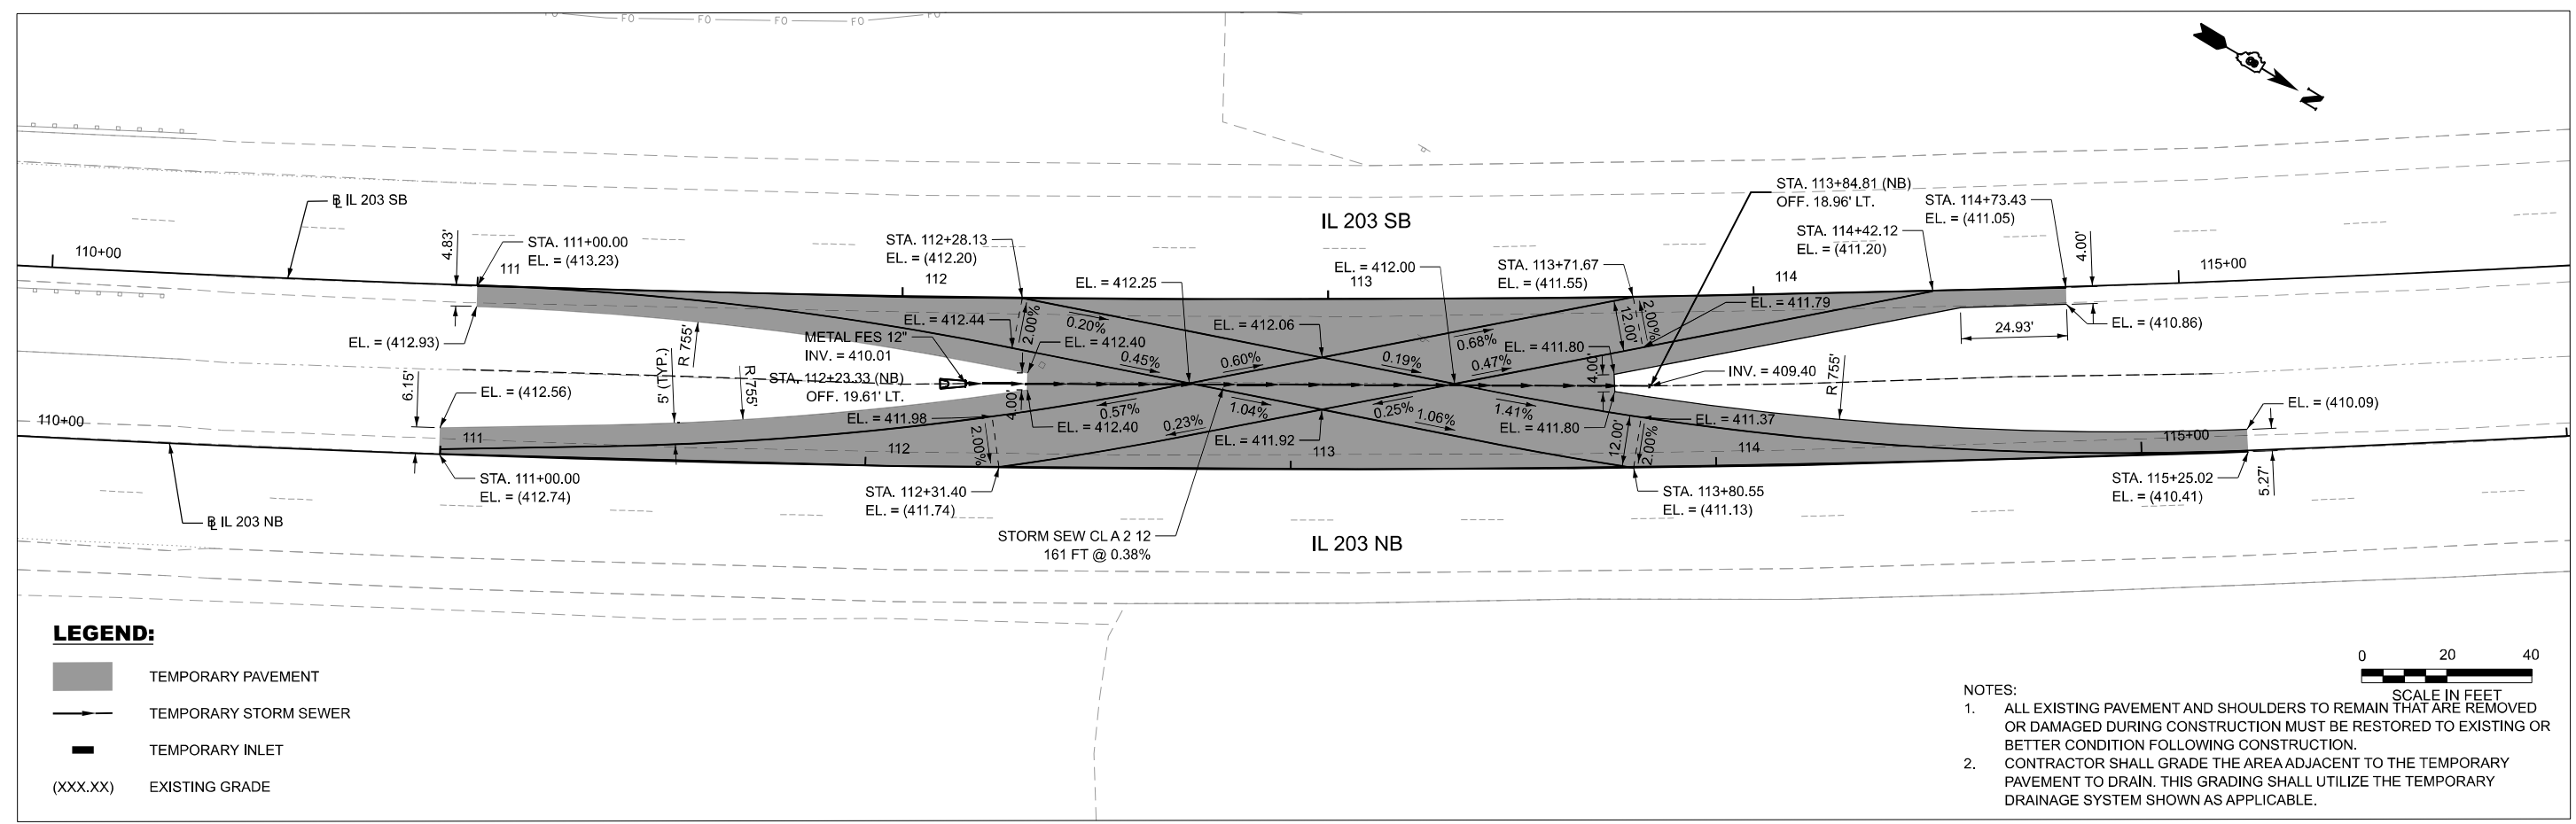 FO FO FO FO FO FO
N
STA. 113+84.81 (NB)
OFF. 18.96' LT.
STA. 114+73.43
EL. = (411.05)
℄ IL 203 SB
IL 203 SB
STA. 114+42.12
EL. = (411.20)
4.00'
110+00
4.83'
STA. 111+00.00
EL. = (413.23)
111
STA. 112+28.13
EL. = (412.20)
112
EL. = 412.25
EL. = 412.00
113
STA. 113+71.67
EL. = (411.55)
114
115+00
EL. = 411.79
EL. = 412.44
2.00%
0.20%
EL. = 412.06
12.00'
2.00%
EL. = (410.86)
24.93'
EL. = (412.93)
R 755'
METAL FES 12"
INV. = 410.01
EL. = 412.40
0.45%
0.60%
0.19%
0.68%
0.47%
EL. = 411.80
4.00'
INV. = 409.40
R 755'
STA. 112+23.33 (NB)
OFF. 19.61' LT.
6.15'
EL. = (412.56)
5' (TYP.)
R 755'
4.00'
EL. = 411.98
EL. = 412.40
0.57%
1.04%
0.23%
0.25%
1.06%
1.41%
EL. = 411.80
EL. = 411.37
EL. = (410.09)
110+00
111
112
2.00%
EL. = 411.92
113
12.00'
2.00%
114
115+00
STA. 111+00.00
EL. = (412.74)
STA. 112+31.40
EL. = (411.74)
STA. 113+80.55
EL. = (411.13)
STA. 115+25.02
EL. = (410.41)
5.27'
℄ IL 203 NB
STORM SEW CL A 2 12
161 FT @ 0.38%
IL 203 NB
LEGEND:
TEMPORARY PAVEMENT
TEMPORARY STORM SEWER
TEMPORARY INLET
(XXX.XX) EXISTING GRADE
0 20 40
SCALE IN FEET
NOTES:
1. ALL EXISTING PAVEMENT AND SHOULDERS TO REMAIN THAT ARE REMOVED
OR DAMAGED DURING CONSTRUCTION MUST BE RESTORED TO EXISTING OR
BETTER CONDITION FOLLOWING CONSTRUCTION.
2. CONTRACTOR SHALL GRADE THE AREA ADJACENT TO THE TEMPORARY
PAVEMENT TO DRAIN. THIS GRADING SHALL UTILIZE THE TEMPORARY
DRAINAGE SYSTEM SHOWN AS APPLICABLE.